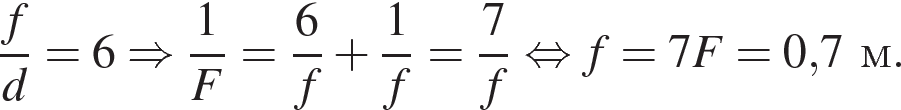 f/d = 6 ⇒ 1/F = 6/f + 1/f = 7/f ⇔ f = 7F = 0,7 м.